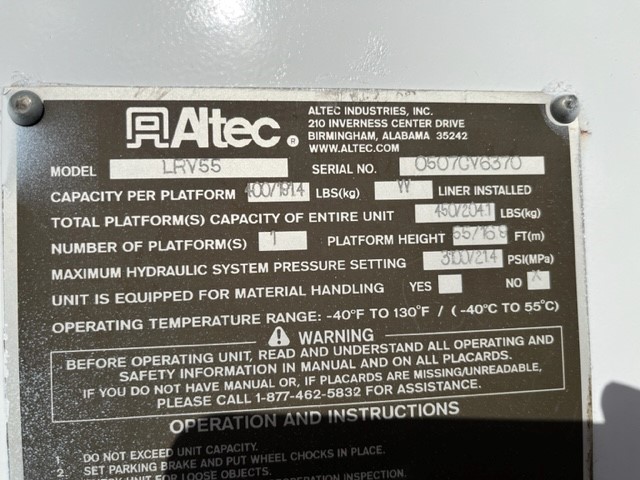 Altec®
ALTEC INDUSTRIES, INC.
210 INVERNESS CENTER DRIVE
BIRMINGHAM, ALABAMA 35242
WWW.ALTEC.COM
MODEL LRV55 SERIAL NO. 0507CV6370
CAPACITY PER PLATFORM LBS(kg) LINER INSTALLED
TOTAL PLATFORM(S) CAPACITY OF ENTIRE UNIT 450/204.1 LBS(kg)
NUMBER OF PLATFORM(S) 1 PLATFORM HEIGHT 55/16.8 FT(m)
MAXIMUM HYDRAULIC SYSTEM PRESSURE SETTING 3100/21.4 PSI(MPa)
UNIT IS EQUIPPED FOR MATERIAL HANDLING YES NO X
OPERATING TEMPERATURE RANGE: -40°F TO 130°F / (-40°C TO 55°C)
WARNING
BEFORE OPERATING UNIT, READ AND UNDERSTAND ALL OPERATING AND
SAFETY INFORMATION IN MANUAL AND ON ALL PLACARDS.
IF YOU DO NOT HAVE MANUAL OR, IF PLACARDS ARE MISSING/UNREADABLE,
PLEASE CALL 1-877-462-5832 FOR ASSISTANCE.
OPERATION AND INSTRUCTIONS
1. DO NOT EXCEED UNIT CAPACITY.
2. SET PARKING BRAKE AND PUT WHEEL CHOCKS IN PLACE.
UNIT FOR LOOSE OBJECTS.
INSPECTION.